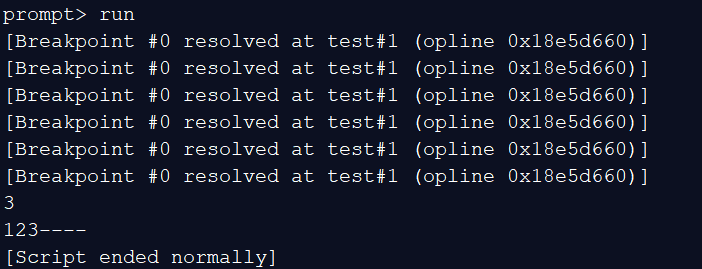 prompt> run
[Breakpoint #0 resolved at test#1 (opline 0x18e5d660)]
[Breakpoint #0 resolved at test#1 (opline 0x18e5d660)]
[Breakpoint #0 resolved at test#1 (opline 0x18e5d660)]
[Breakpoint #0 resolved at test#1 (opline 0x18e5d660)]
[Breakpoint #0 resolved at test#1 (opline 0x18e5d660)]
[Breakpoint #0 resolved at test#1 (opline 0x18e5d660)]
3
123----
[Script ended normally]